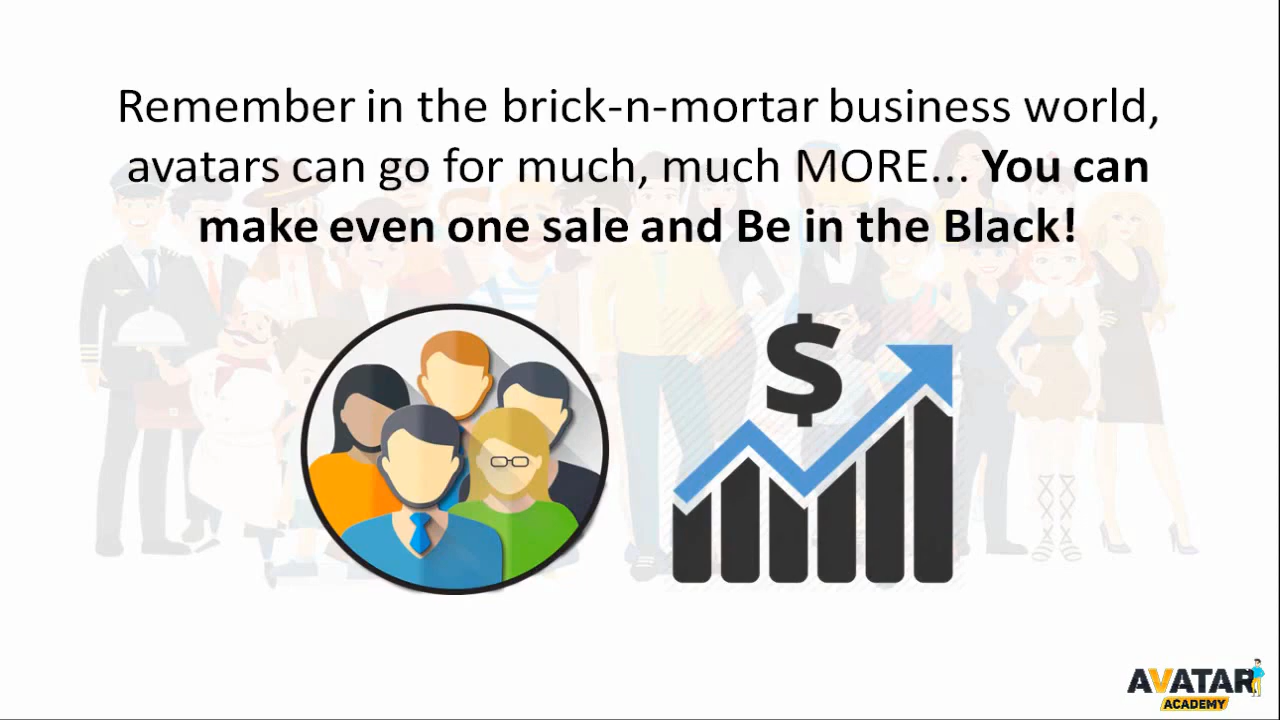 Remember in the brick-n-mortar business world,
avatars can go for much, much MORE... You can
make even one sale and Be in the Black!
$
AVATAR
ACADEMY